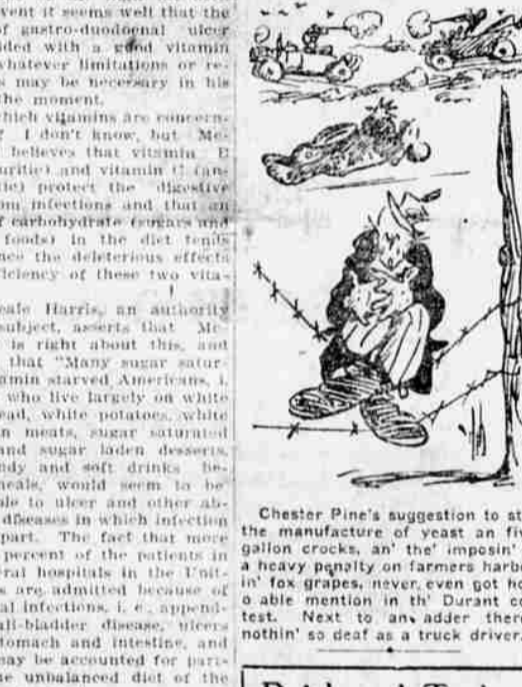 vent it seems well that the
of gastro-duodenal ulcer
ded with a good vitamin
whatever limitations or re-
s may be necessary in his
the moment.
which vitamins are concern-
? I don't know, but Mc-
believes that vitamin B
uritic) and vitamin C (an-
tic) protect the digestive
om infections and that an
f carbohydrate (sugars and
foods) in the diet tends
nce the deleterious effects
ficiency of these two vita-
eale Harris, an authority
subject, asserts that Mc-
is right about this, and
that "Many sugar satur-
amin starved Americans, i.
who live largely on white
ead, white potatoes, white
n meats, sugar saturated
and sugar laden desserts,
ndy and soft drinks be-
meals, would seem to be
ble to ulcer and other ab-
diseases in which infection
part. The fact that more
percent of the patients in
eral hospitals in the Unit-
s are admitted because of
al infections, i. e., append-
all-bladder disease, ulcers
tomach and intestine, and
may be accounted for part-
he unbalanced diet of the
Chester Pine's suggestion to st
the manufacture of yeast an fiv
gallon crocks, an' the' imposin'
a heavy penalty on farmers harbo
in' fox grapes, never even got ho
o able mention in th' Durant co
test. Next to an adder there
nothin' so deaf as a truck driver.